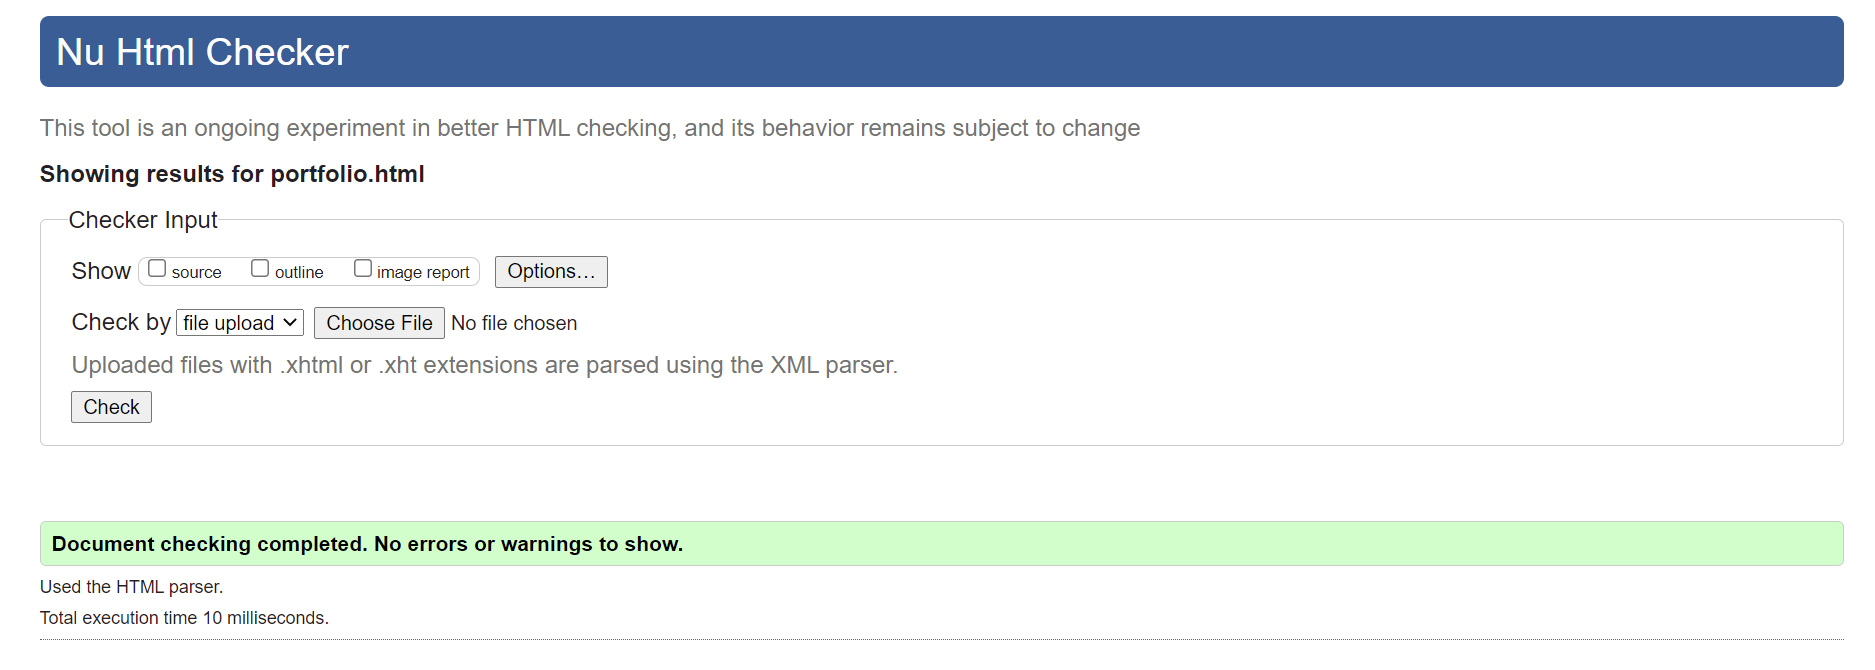 Nu Html Checker
This tool is an ongoing experiment in better HTML checking, and its behavior remains subject to change
Showing results for portfolio.html
Checker Input
Show source outline image report Options…
Check by file upload Choose File No file chosen
Uploaded files with .xhtml or .xht extensions are parsed using the XML parser.
Check
Document checking completed. No errors or warnings to show.
Used the HTML parser.
Total execution time 10 milliseconds.